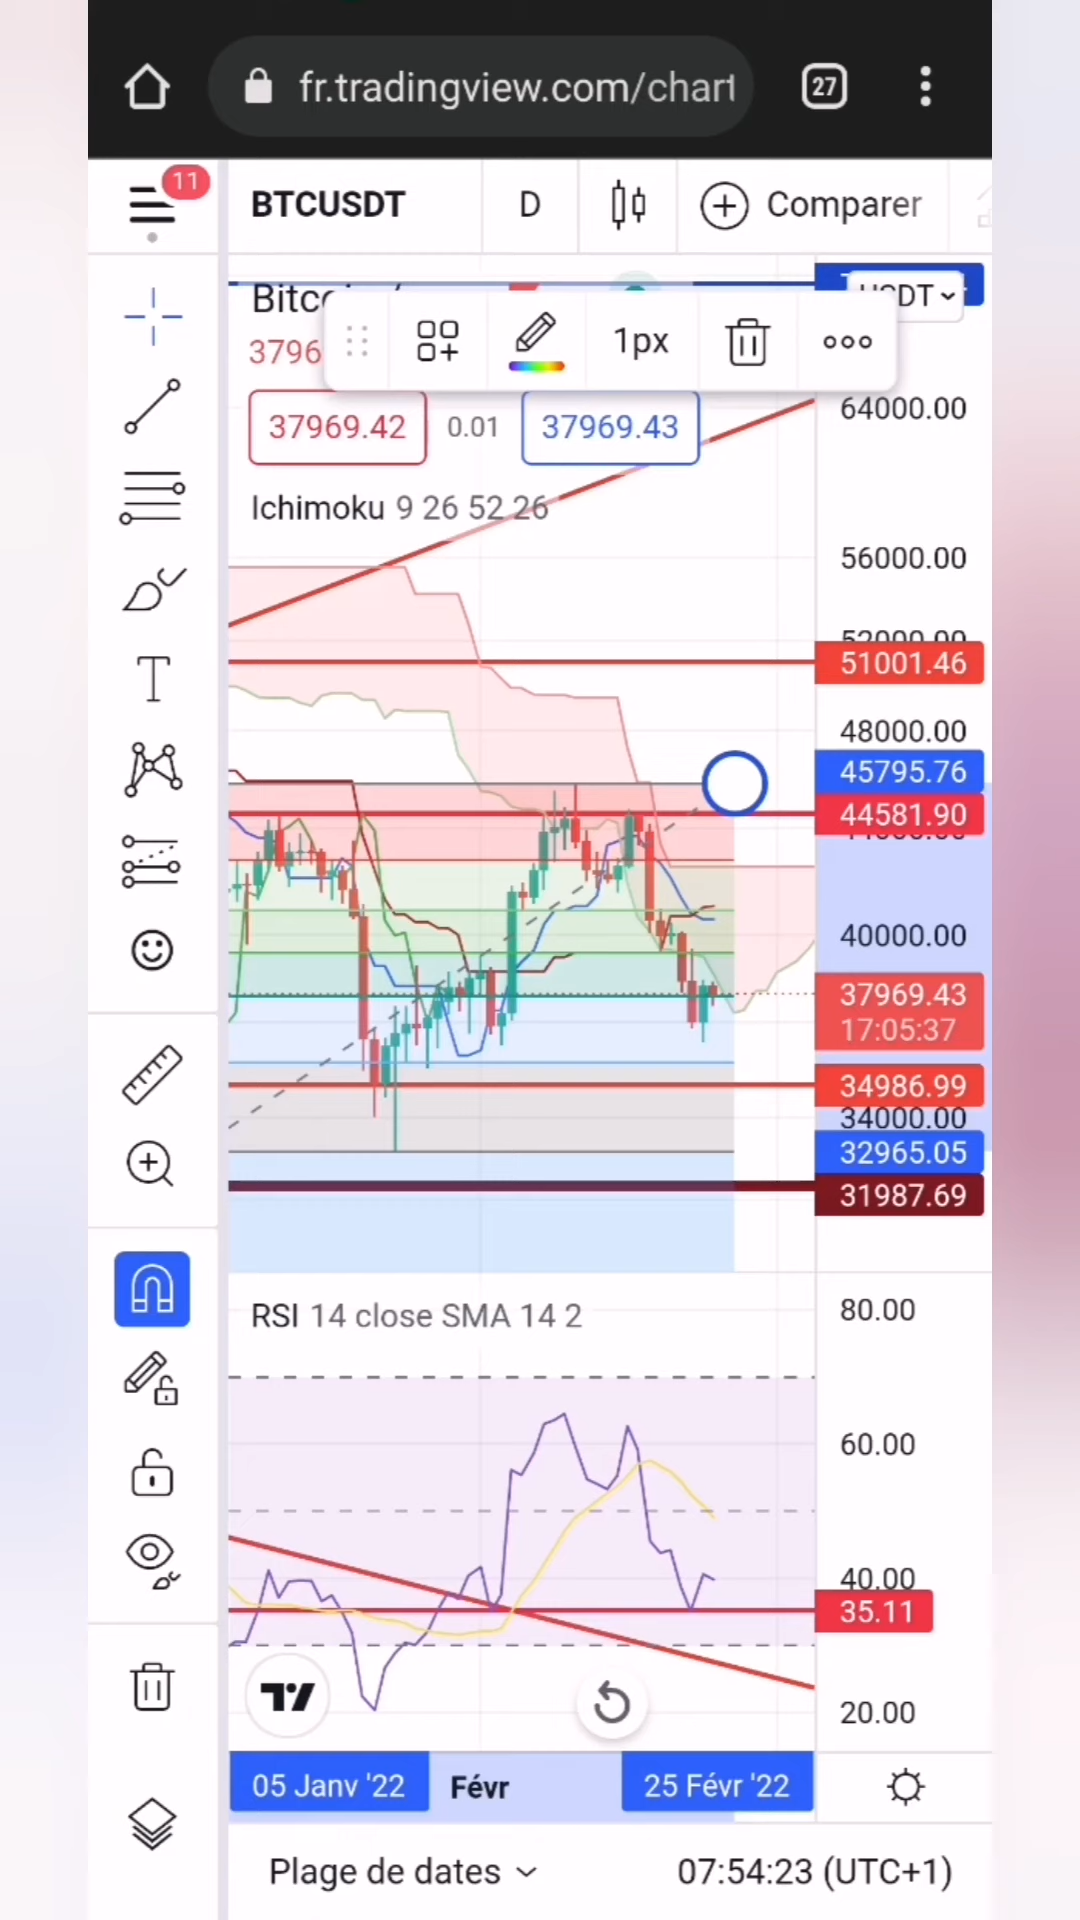 fr.tradingview.com/chart
27
11
BTCUSDT
D
Comparer
USDT
3796
1px
37969.42
0.01
37969.43
64000.00
Ichimoku 9 26 52 26
56000.00
52000.00
51001.46
48000.00
45795.76
44581.90
40000.00
37969.43
17:05:37
34986.99
34000.00
32965.05
31987.69
RSI 14 close SMA 14 2
80.00
60.00
40.00
35.11
20.00
05 Janv '22
Févr
25 Févr '22
Plage de dates
07:54:23 (UTC+1)